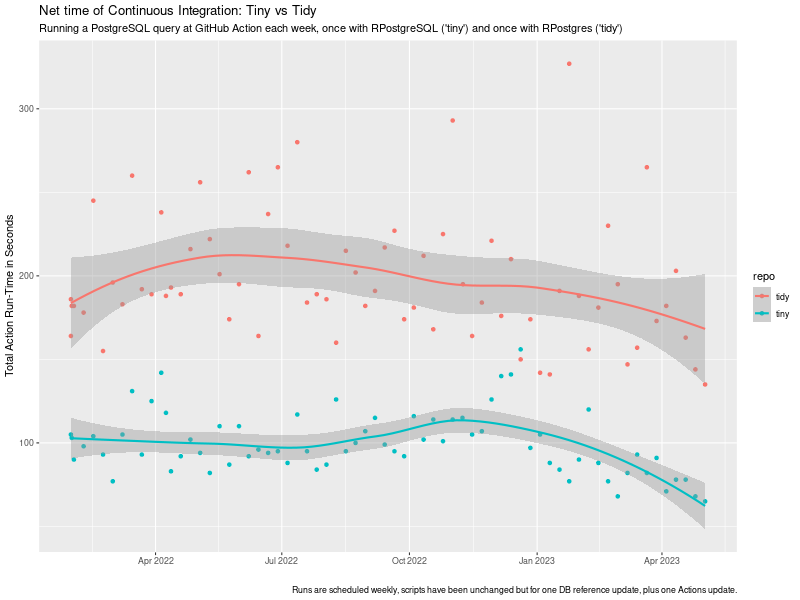 Net time of Continuous Integration: Tiny vs Tidy
Running a PostgreSQL query at GitHub Action each week, once with RPostgreSQL ('tiny') and once with RPostgres ('tidy')
Total Action Run-Time in Seconds
300
200
100
Apr 2022
Jul 2022
Oct 2022
Jan 2023
Apr 2023
repo
tidy
tiny
Runs are scheduled weekly, scripts have been unchanged but for one DB reference update, plus one Actions update.